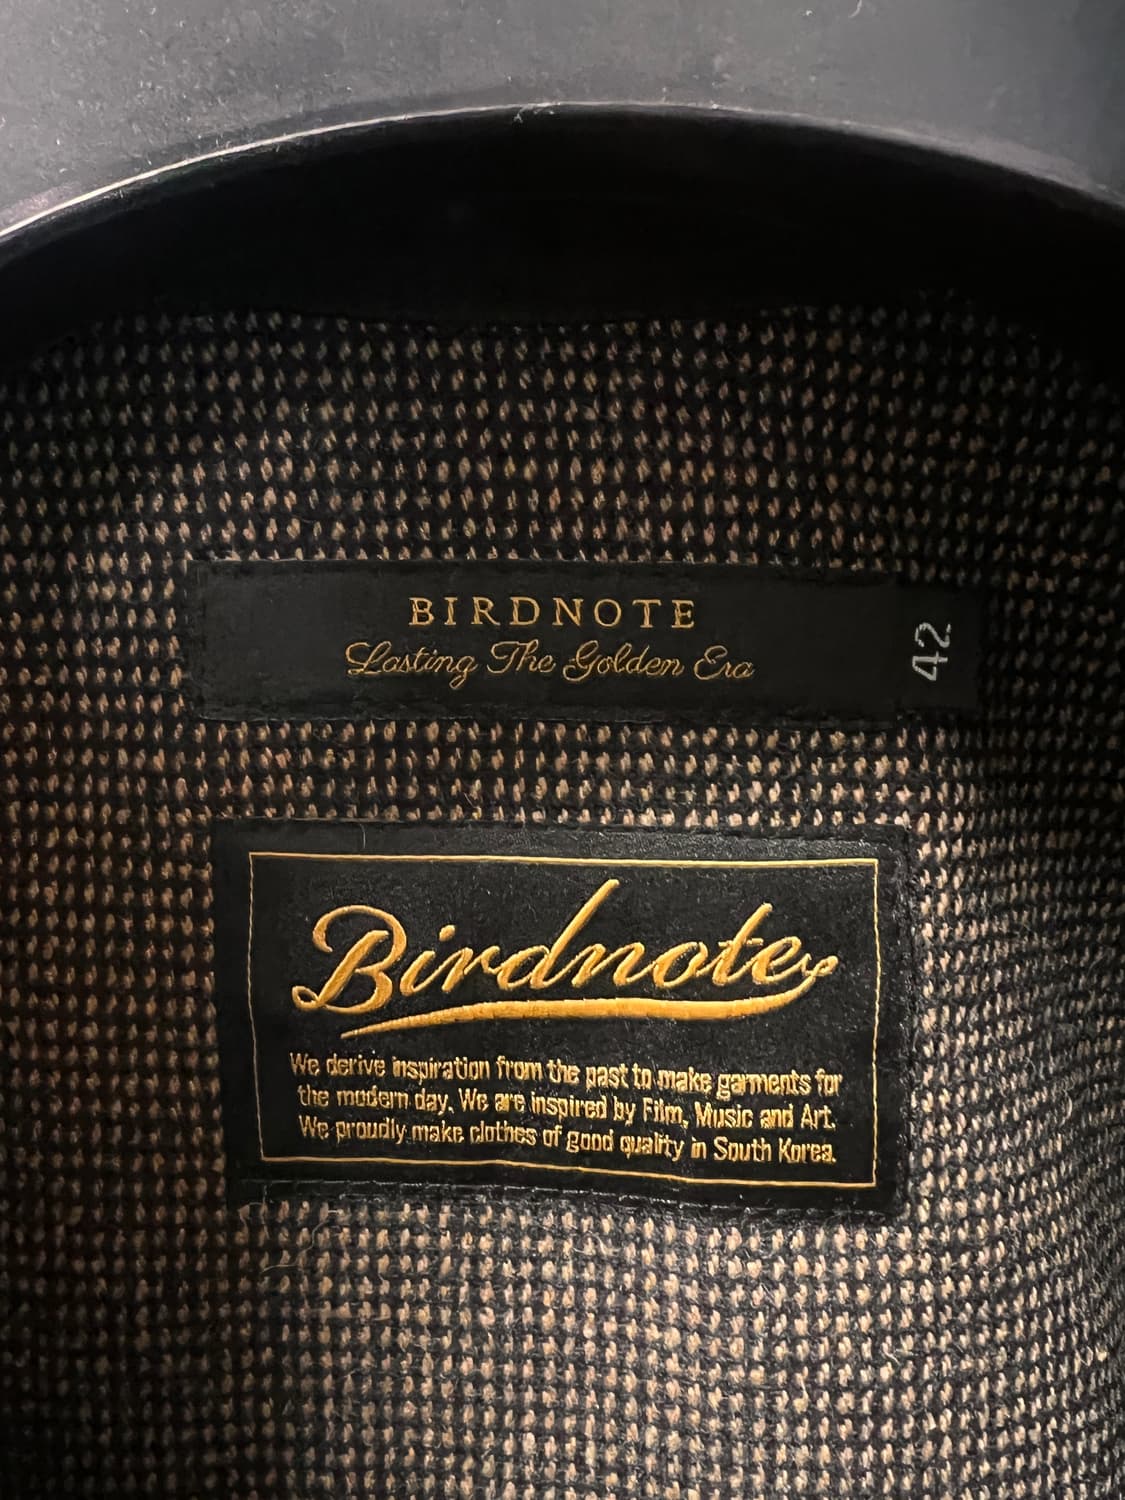 BIRDNOTE
Lasting The Golden Era
42
Birdnote
We derive inspiration from the past to make garments for
the modern day. We are inspired by Film, Music and Art.
We proudly make clothes of good quality in South Korea.